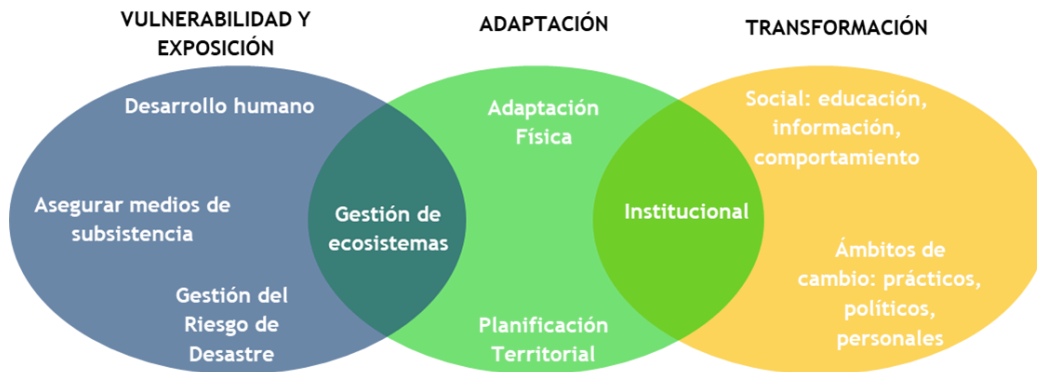 VULNERABILIDAD Y
EXPOSICIÓN
ADAPTACIÓN
TRANSFORMACIÓN
Desarrollo humano
Asegurar medios de
subsistencia
Gestión del
Riesgo de
Desastre
Gestión de
ecosistemas
Adaptación
Física
Planificación
Territorial
Institucional
Social: educación,
información,
comportamiento
Ámbitos de
cambio: prácticos,
políticos,
personales